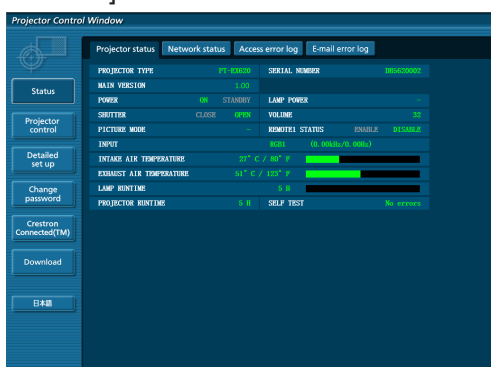 ]
Projector Control Window
Projector status Network status Access error log E-mail error log
Status
Projector control
Detailed set up
Change password
Crestron Connected(TM)
Download
日本語
PROJECTOR TYPE PT-EX620 SERIAL NUMBER DH5620002
MAIN VERSION 1.00
POWER ON STANDBY LAMP POWER -
SHUTTER CLOSE OPEN VOLUME 32
PICTURE MODE - REMOTE1 STATUS ENABLE DISABLE
INPUT RGB1 (0.00kHz/0.00Hz)
INTAKE AIR TEMPERATURE 27° C / 80° F
EXHAUST AIR TEMPERATURE 51° C / 123° F
LAMP RUNTIME 5 H
PROJECTOR RUNTIME 5 H SELF TEST No errors